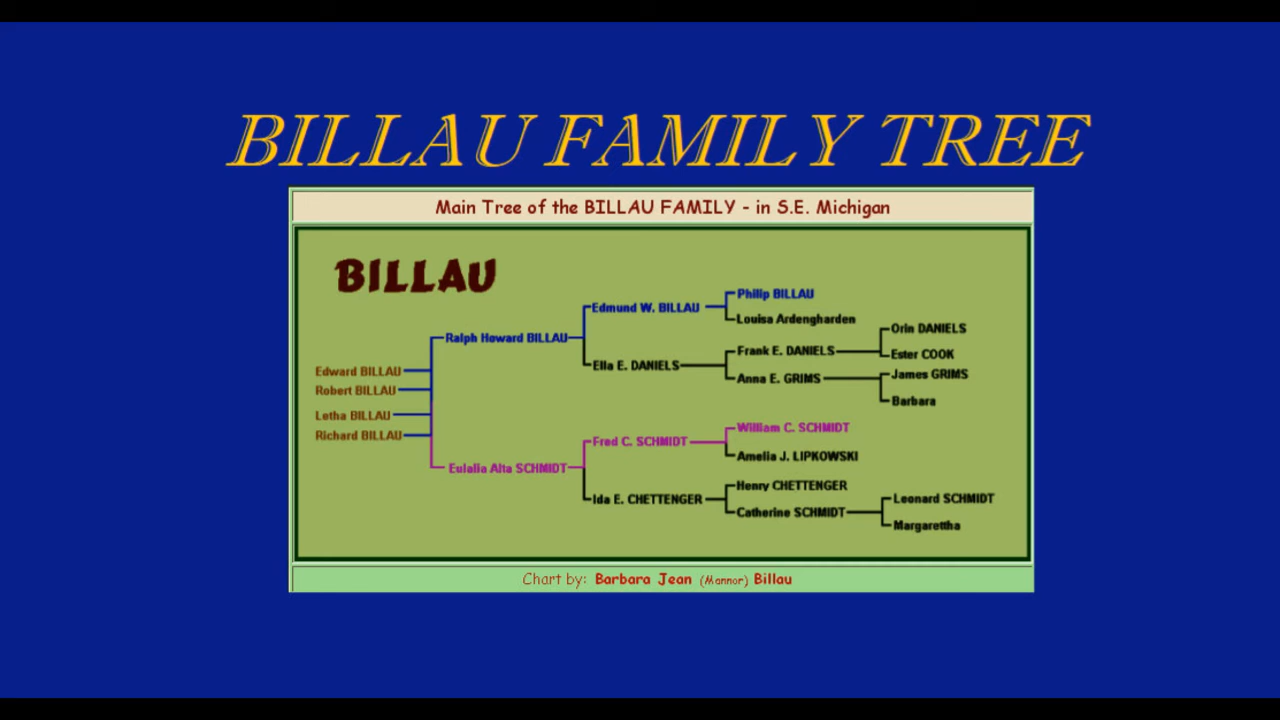 BILLAU FAMILY TREE
Main Tree of the BILLAU FAMILY - in S.E. Michigan
BILLAU
Edward BILLAU
Robert BILLAU
Letha BILLAU
Richard BILLAU
Ralph Howard BILLAU
Eulalia Alta SCHMIDT
Edmund W. BILLAU
Ella E. DANIELS
Fred C. SCHMIDT
Ida E. CHETTENGER
Philip BILLAU
Louisa Ardengharden
Frank E. DANIELS
Anna E. GRIMS
William C. SCHMIDT
Amelia J. LIPKOWSKI
Henry CHETTENGER
Catherine SCHMIDT
Orin DANIELS
Ester COOK
James GRIMS
Barbara
Leonard SCHMIDT
Margarettha
Chart by: Barbara Jean (Mannor) Billau